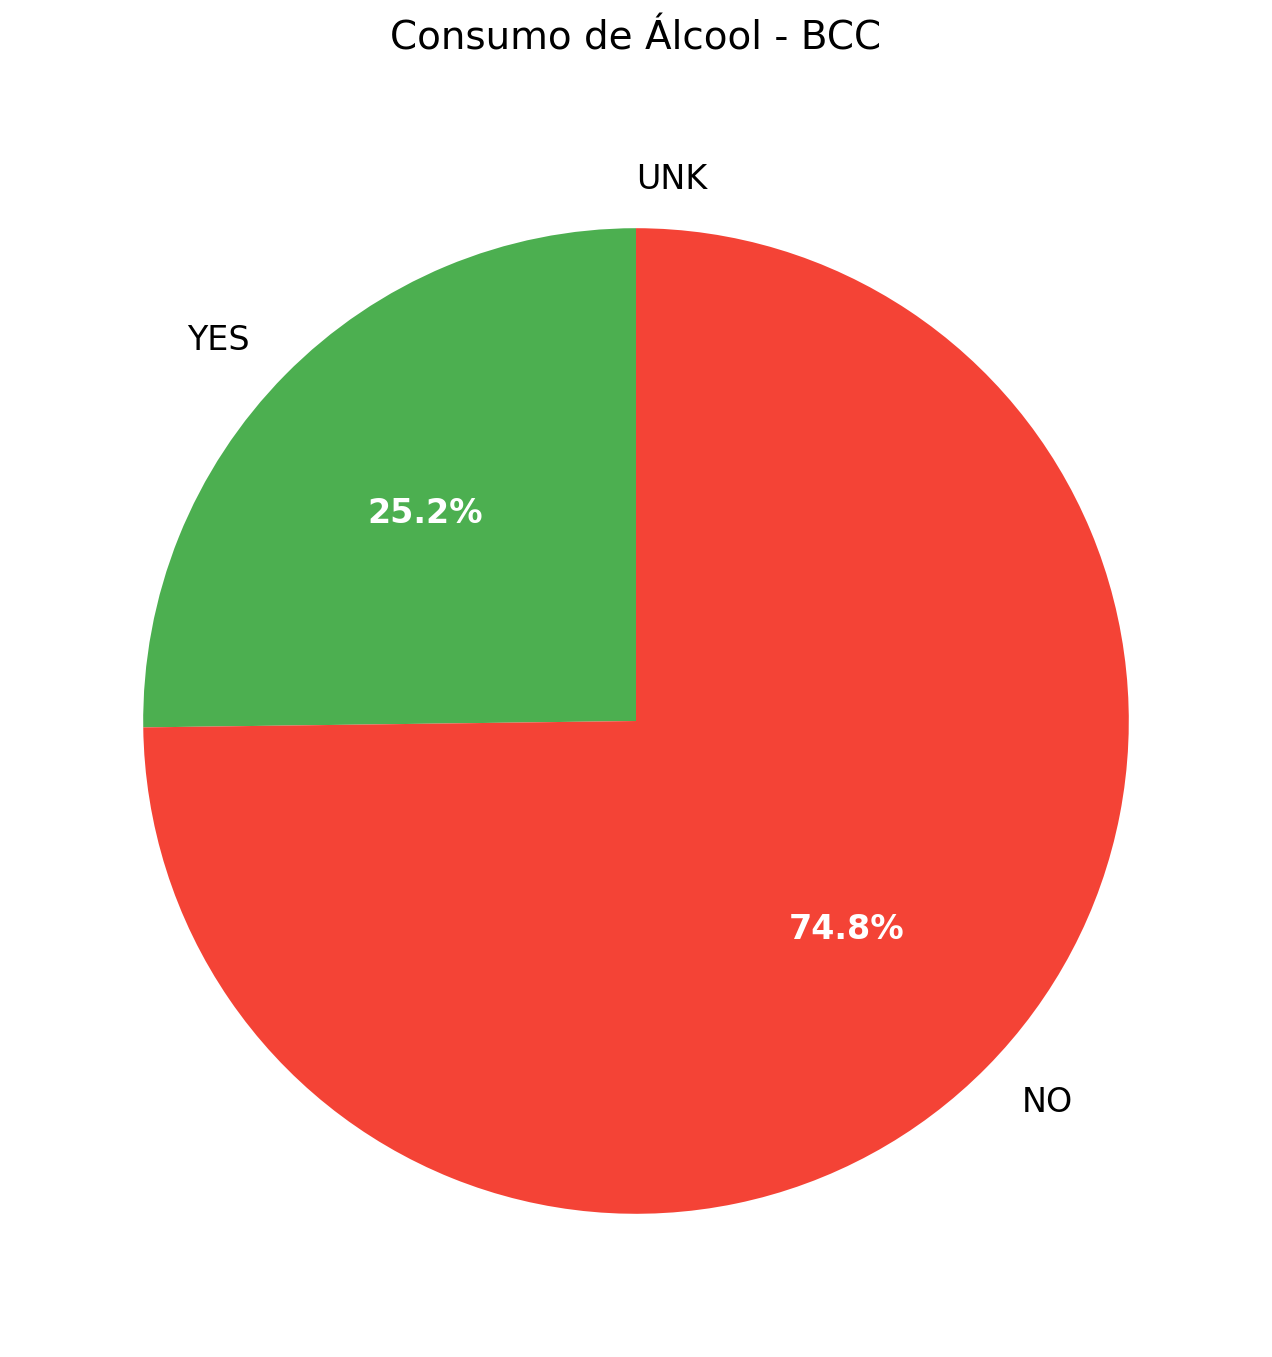 Consumo de Álcool - BCC
UNK
YES
25.2%
74.8%
NO